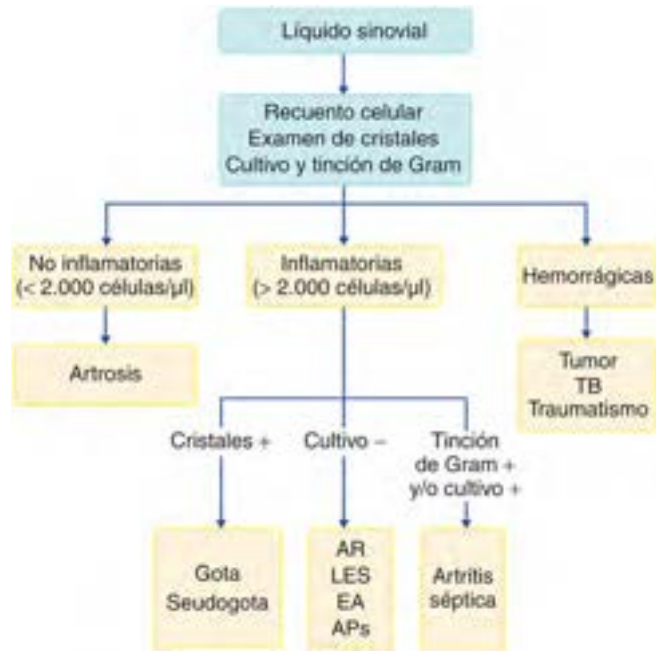 Líquido sinovial
Recuento celular
Examen de cristales
Cultivo y tinción de Gram
No inflamatorias
(< 2.000 células/µl)
Inflamatorias
(> 2.000 células/µl)
Hemorrágicas
Artrosis
Tumor
TB
Traumatismo
Cristales +
Cultivo –
Tinción
de Gram +
y/o cultivo +
Gota
Seudogota
AR
LES
EA
APs
Artritis
séptica